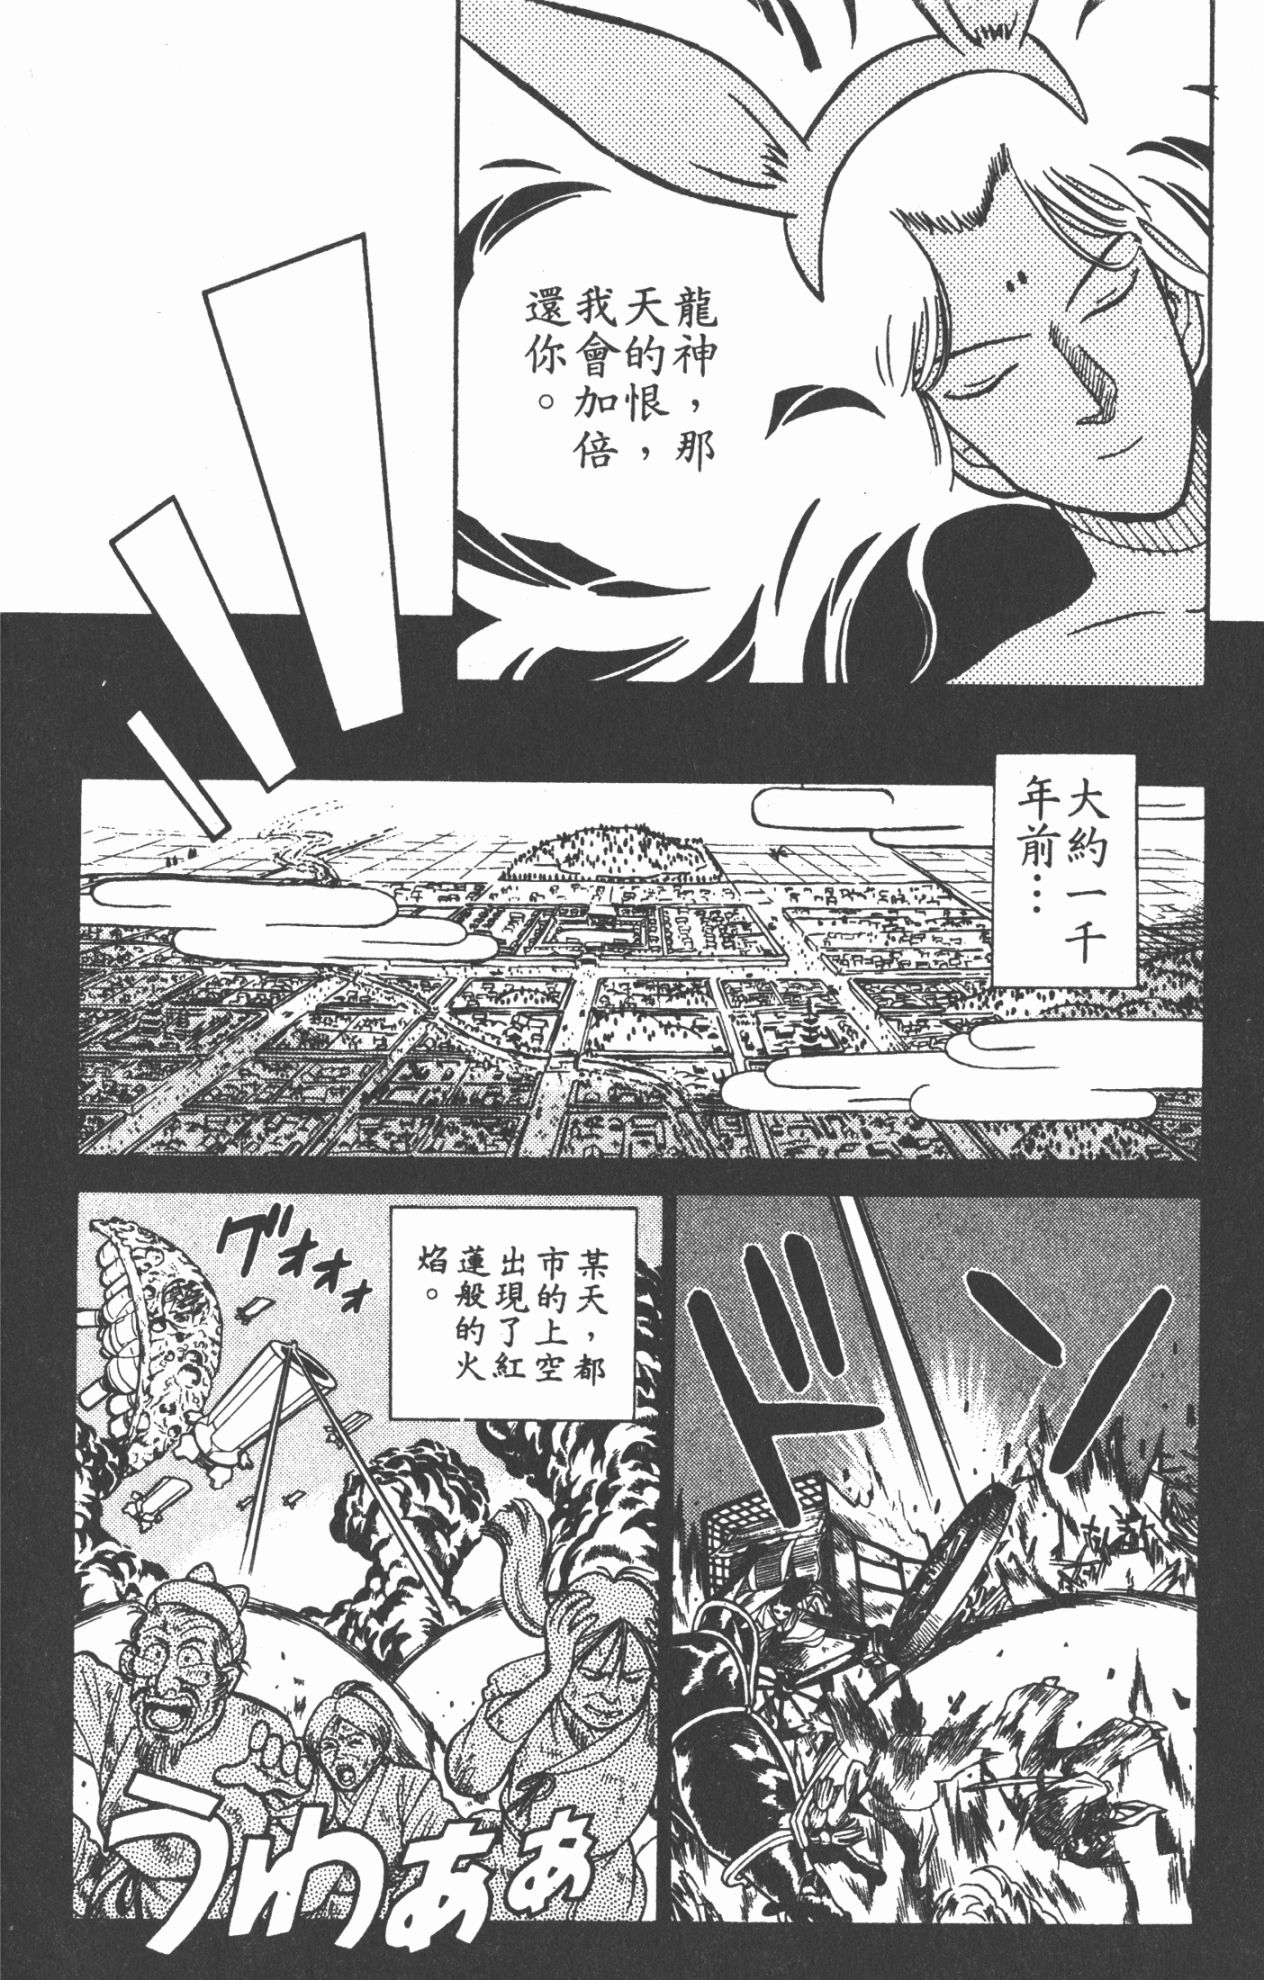 龍神，那
天的恨，
我會加倍
還你。
大約一千
年前…
ドドン
某天，都
市的上空
出現了紅
蓮般的火
焰。
グオオオ
うわあああ